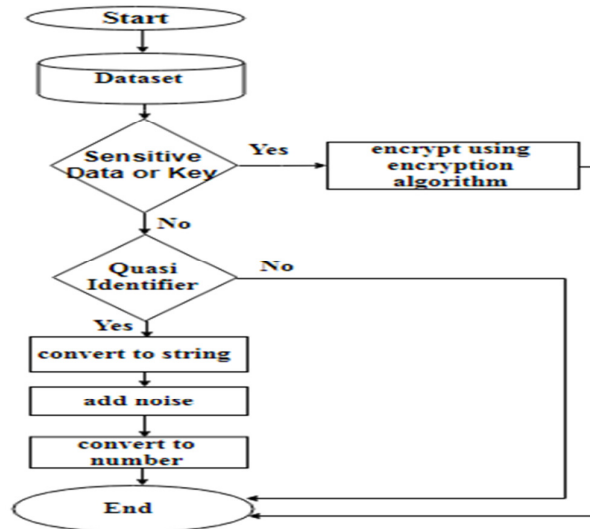 Start
Dataset
Sensitive
Data or Key
Yes
encrypt using
encryption
algorithm
No
Quasi
Identifier
No
Yes
convert to string
add noise
convert to
number
End